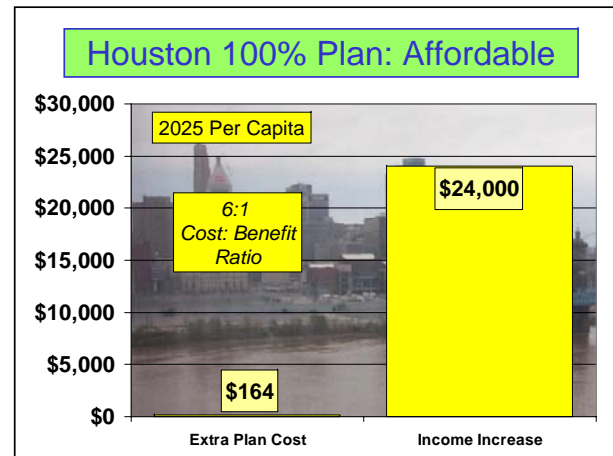 Houston 100% Plan: Affordable
$30,000
$25,000
$20,000
$15,000
$10,000
$5,000
$0
2025 Per Capita
6:1
Cost: Benefit
Ratio
$164
$24,000
Extra Plan Cost
Income Increase